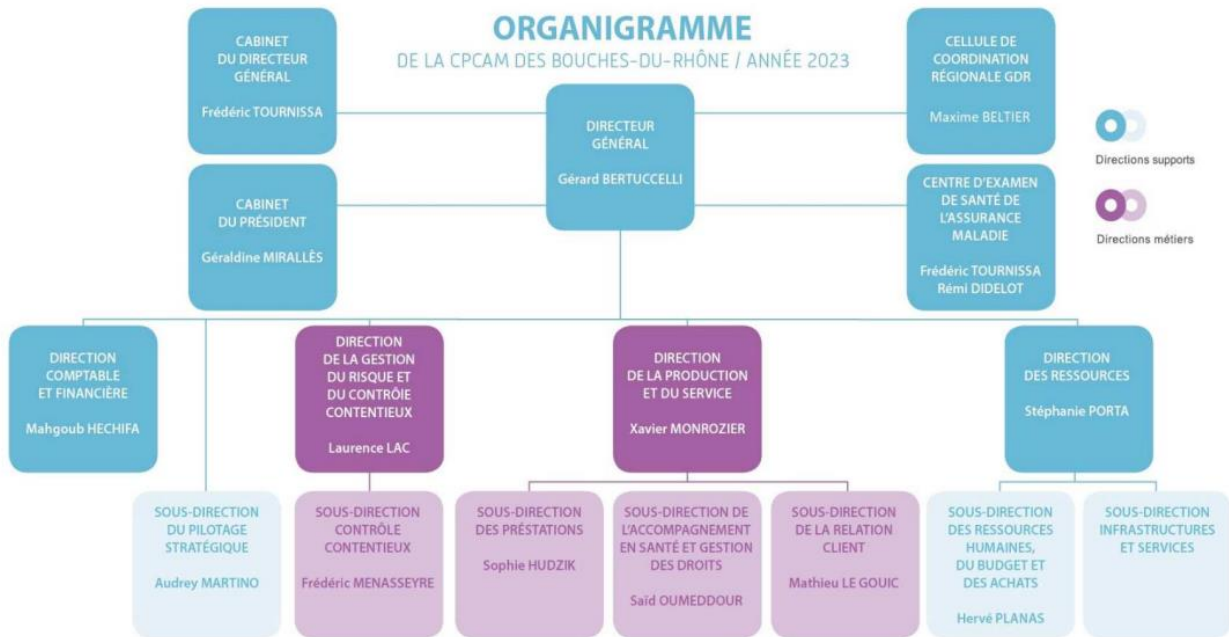 ORGANIGRAMME
DE LA CPCAM DES BOUCHES-DU-RHÔNE / ANNÉE 2023
CABINET
DU DIRECTEUR
GÉNÉRAL
Frédéric TOURNISSA
CELLULE DE
COORDINATION
RÉGIONALE GDR
Maxime BELTIER
DIRECTEUR
GÉNÉRAL
Gérard BERTUCCELLI
Directions supports
CABINET
DU PRÉSIDENT
Géraldine MIRALLÈS
CENTRE D'EXAMEN
DE SANTÉ DE
L'ASSURANCE
MALADIE
Frédéric TOURNISSA
Rémi DIDELOT
Directions métiers
DIRECTION
COMPTABLE
ET FINANCIÈRE
Mahgoub HECHIFA
DIRECTION
DE LA GESTION
DU RISQUE ET
DU CONTRÔlE
CONTENTIEUX
Laurence LAC
DIRECTION
DE LA PRODUCTION
ET DU SERVICE
Xavier MONROZIER
DIRECTION
DES RESSOURCES
Stéphanie PORTA
SOUS-DIRECTION
DU PILOTAGE
STRATÉGIQUE
Audrey MARTINO
SOUS-DIRECTION
CONTRÔLE
CONTENTIEUX
Frédéric MENASSEYRE
SOUS-DIRECTION
DES PRÉSTATIONS
Sophie HUDZIK
SOUS-DIRECTION DE
L'ACCOMPAGNEMENT
EN SANTÉ ET GESTION
DES DROITS
Saïd OUMEDDOUR
SOUS-DIRECTION
DE LA RELATION
CLIENT
Mathieu LE GOUIC
SOUS-DIRECTION
DES RESSOURCES
HUMAINES,
DU BUDGET ET
DES ACHATS
Hervé PLANAS
SOUS-DIRECTION
INFRASTRUCTURES
ET SERVICES